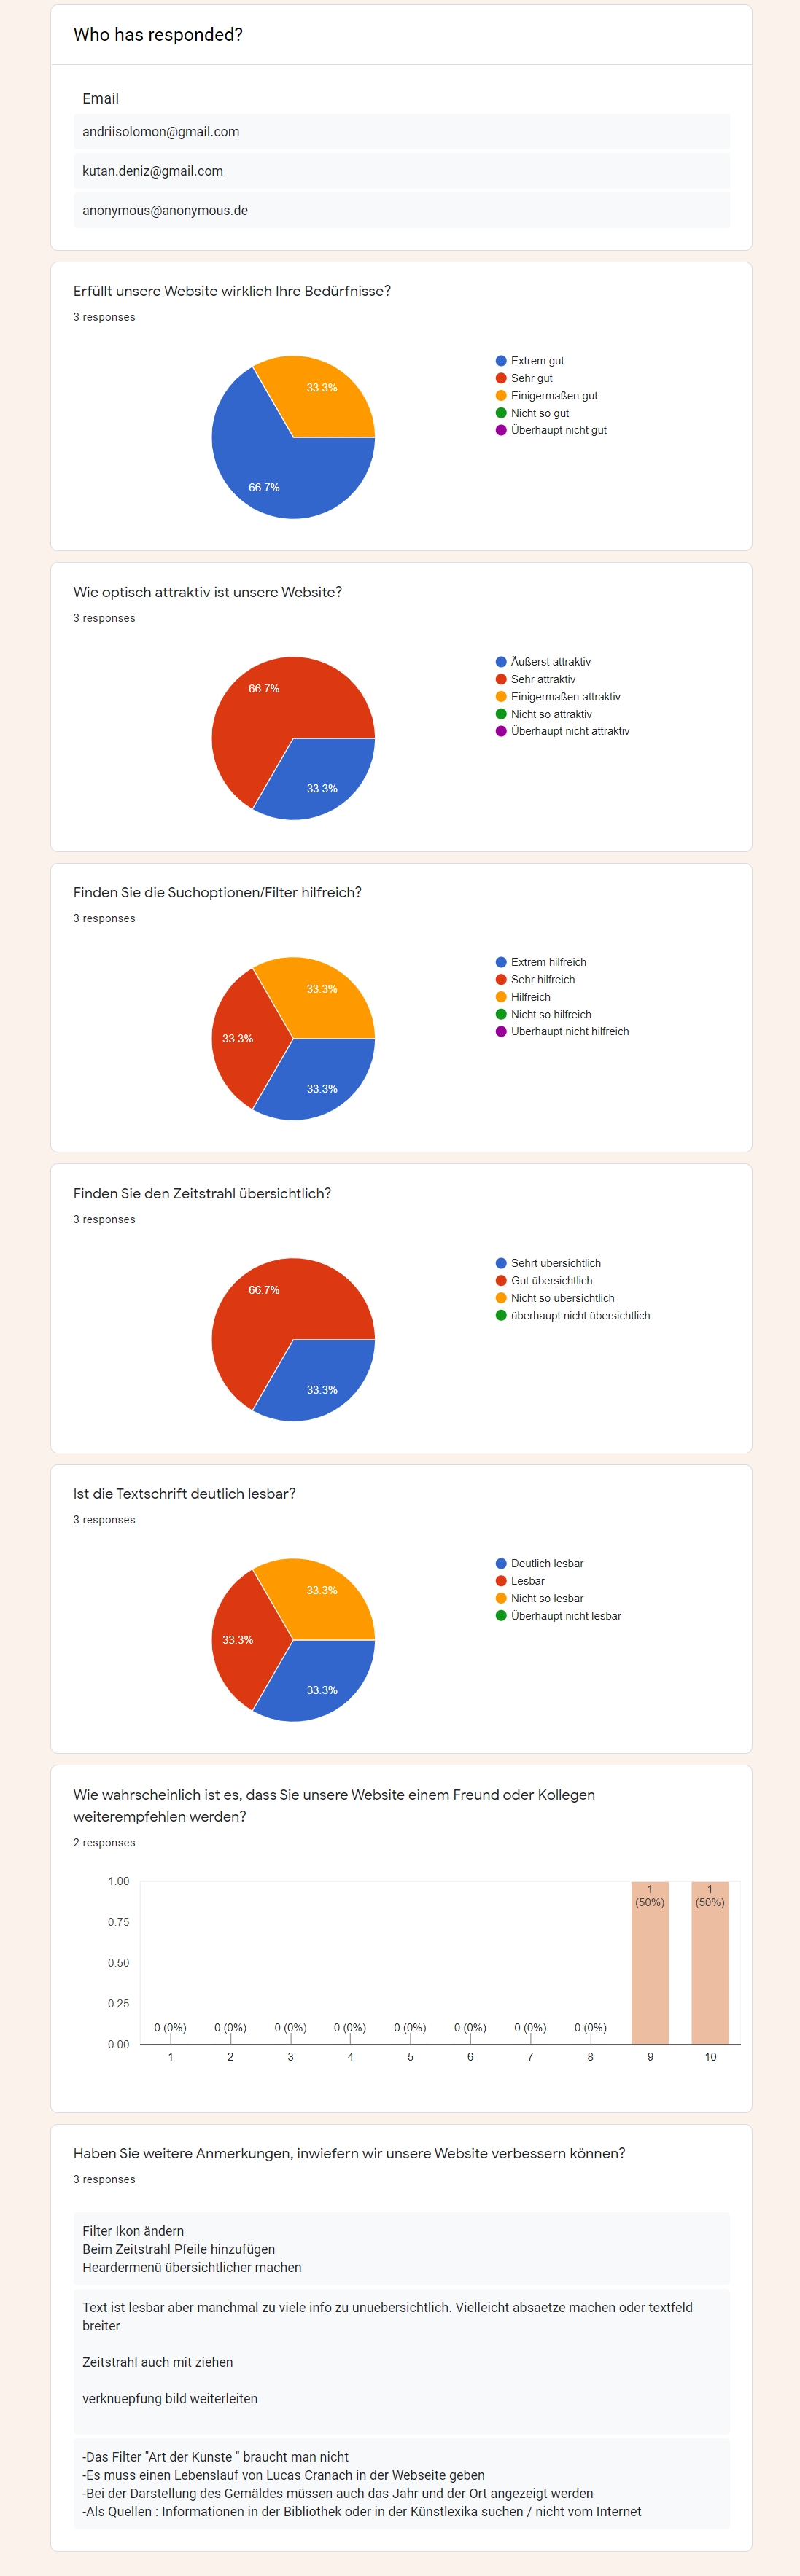 Who has responded?
Email
andriisolomon@gmail.com
kutan.deniz@gmail.com
anonymous@anonymous.de
Erfüllt unsere Website wirklich Ihre Bedürfnisse?
3 responses
33.3%
66.7%
Extrem gut
Sehr gut
Einigermaßen gut
Nicht so gut
Überhaupt nicht gut
Wie optisch attraktiv ist unsere Website?
3 responses
66.7%
33.3%
Äußerst attraktiv
Sehr attraktiv
Einigermaßen attraktiv
Nicht so attraktiv
Überhaupt nicht attraktiv
Finden Sie die Suchoptionen/Filter hilfreich?
3 responses
33.3%
33.3%
33.3%
Extrem hilfreich
Sehr hilfreich
Hilfreich
Nicht so hilfreich
Überhaupt nicht hilfreich
Finden Sie den Zeitstrahl übersichtlich?
3 responses
66.7%
33.3%
Sehrt übersichtlich
Gut übersichtlich
Nicht so übersichtlich
überhaupt nicht übersichtlich
Ist die Textschrift deutlich lesbar?
3 responses
33.3%
33.3%
33.3%
Deutlich lesbar
Lesbar
Nicht so lesbar
Überhaupt nicht lesbar
Wie wahrscheinlich ist es, dass Sie unsere Website einem Freund oder Kollegen
weiterempfehlen werden?
2 responses
1.00
0.75
0.50
0.25
0.00
0 (0%) 0 (0%) 0 (0%) 0 (0%) 0 (0%) 0 (0%) 0 (0%) 0 (0%)
1 1
(50%) (50%)
1 2 3 4 5 6 7 8 9 10
Haben Sie weitere Anmerkungen, inwiefern wir unsere Website verbessern können?
3 responses
Filter Ikon ändern
Beim Zeitstrahl Pfeile hinzufügen
Heardermenü übersichtlicher machen
Text ist lesbar aber manchmal zu viele info zu unuebersichtlich. Vielleicht absaetze machen oder textfeld
breiter
Zeitstrahl auch mit ziehen
verknuepfung bild weiterleiten
-Das Filter "Art der Kunste " braucht man nicht
-Es muss einen Lebenslauf von Lucas Cranach in der Webseite geben
-Bei der Darstellung des Gemäldes müssen auch das Jahr und der Ort angezeigt werden
-Als Quellen : Informationen in der Bibliothek oder in der Künstlexika suchen / nicht vom Internet